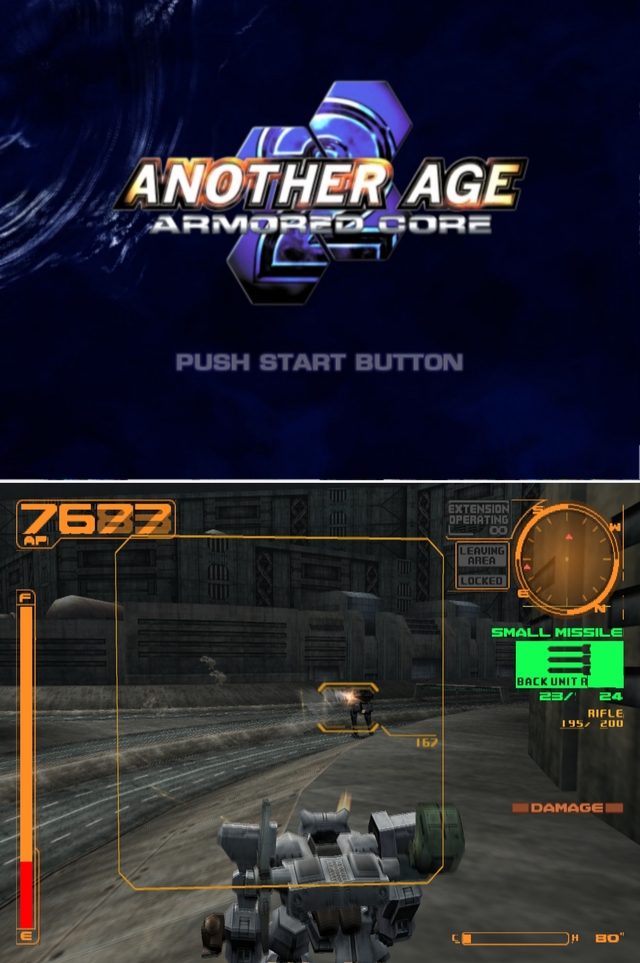 ANOTHER AGE
ARMORED CORE
PUSH START BUTTON
AP
EXTENSION
OPERATING
LEAVING
AREA
LOCKED
S
W
E
N
F
SMALL MISSILE
BACK UNIT R
23/ 24
RIFLE
195/ 200
167
DAMAGE
E
L H 80°